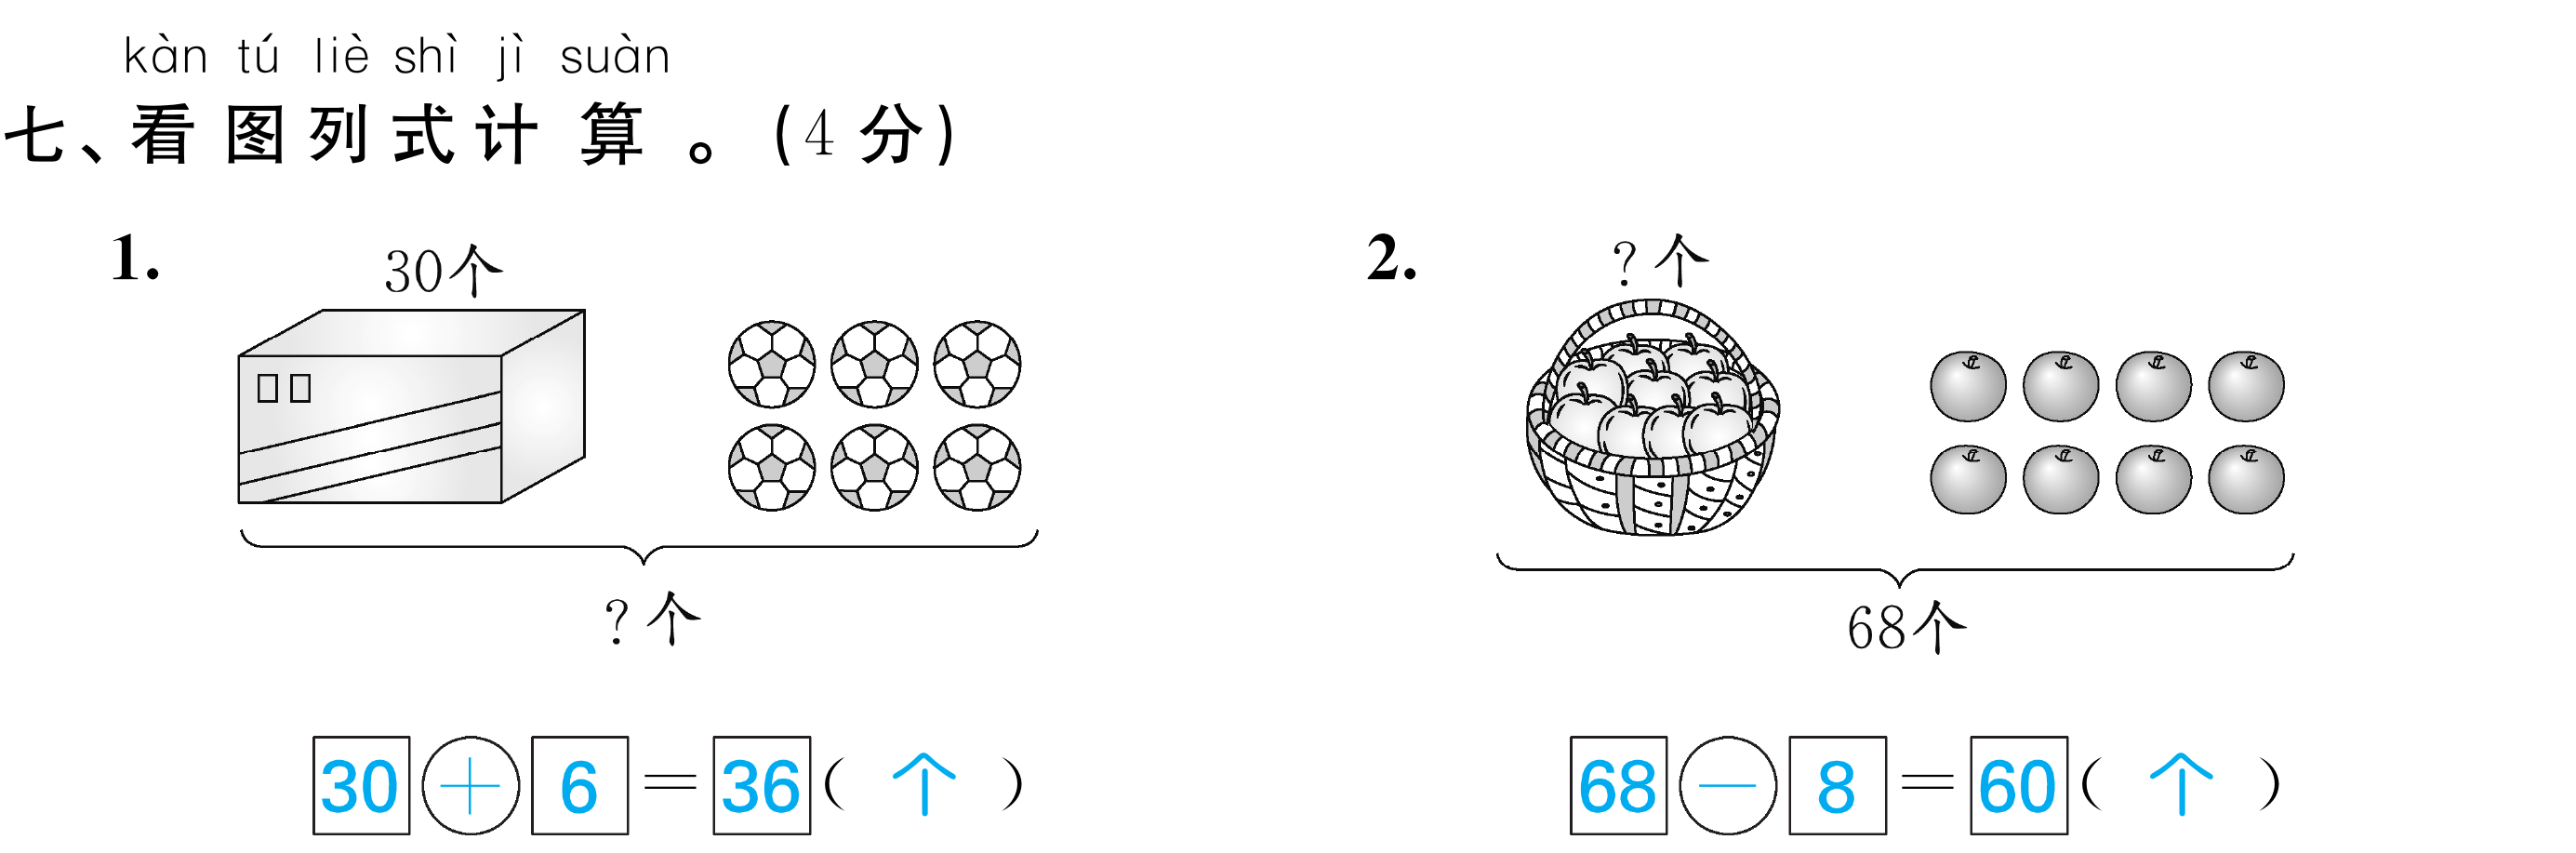 kàn tú liè shì jì suàn
七、看图列式计算。(4 分)
1.
30个
?个
30+6=36(个)
2.
?个
68个
68-8=60(个)